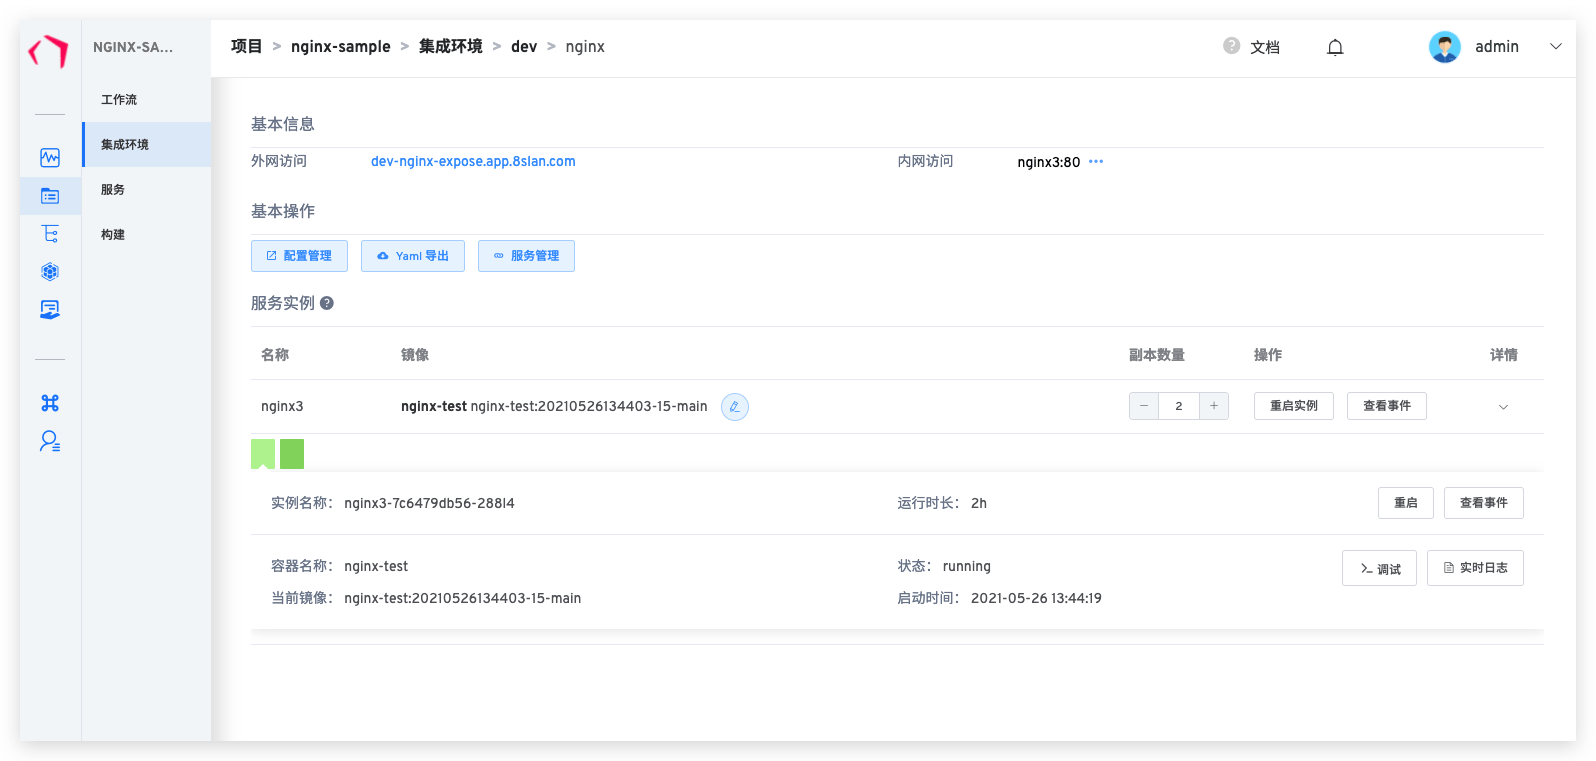 NGINX-SA...
工作流
集成环境
服务
构建
项目 > nginx-sample > 集成环境 > dev > nginx
文档
admin
基本信息
外网访问 dev-nginx-expose.app.8slan.com 内网访问 nginx3:80 ···
基本操作
配置管理 Yaml 导出 服务管理
服务实例
名称 镜像 副本数量 操作 详情
nginx3 nginx-test nginx-test:20210526134403-15-main − 2 + 重启实例 查看事件
实例名称： nginx3-7c6479db56-288l4 运行时长： 2h 重启 查看事件
容器名称： nginx-test 状态： running 调试 实时日志
当前镜像： nginx-test:20210526134403-15-main 启动时间： 2021-05-26 13:44:19